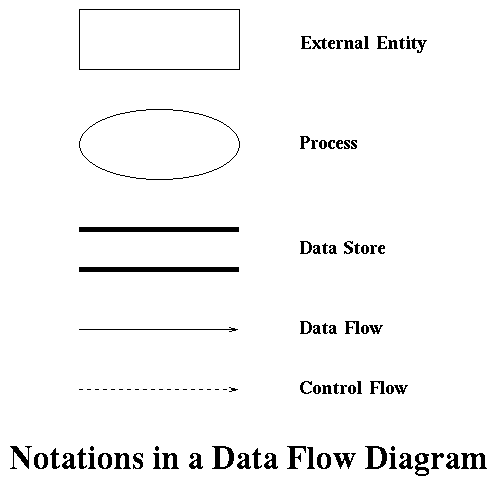 External Entity
Process
Data Store
Data Flow
Control Flow
Notations in a Data Flow Diagram